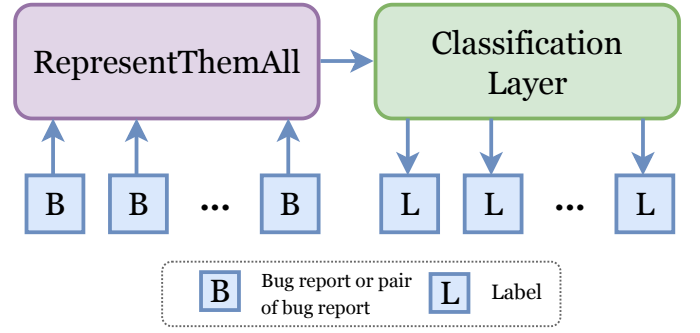 RepresentThemAll
Classification
Layer
B B ... B
L L ... L
B Bug report or pair
of bug report
L Label